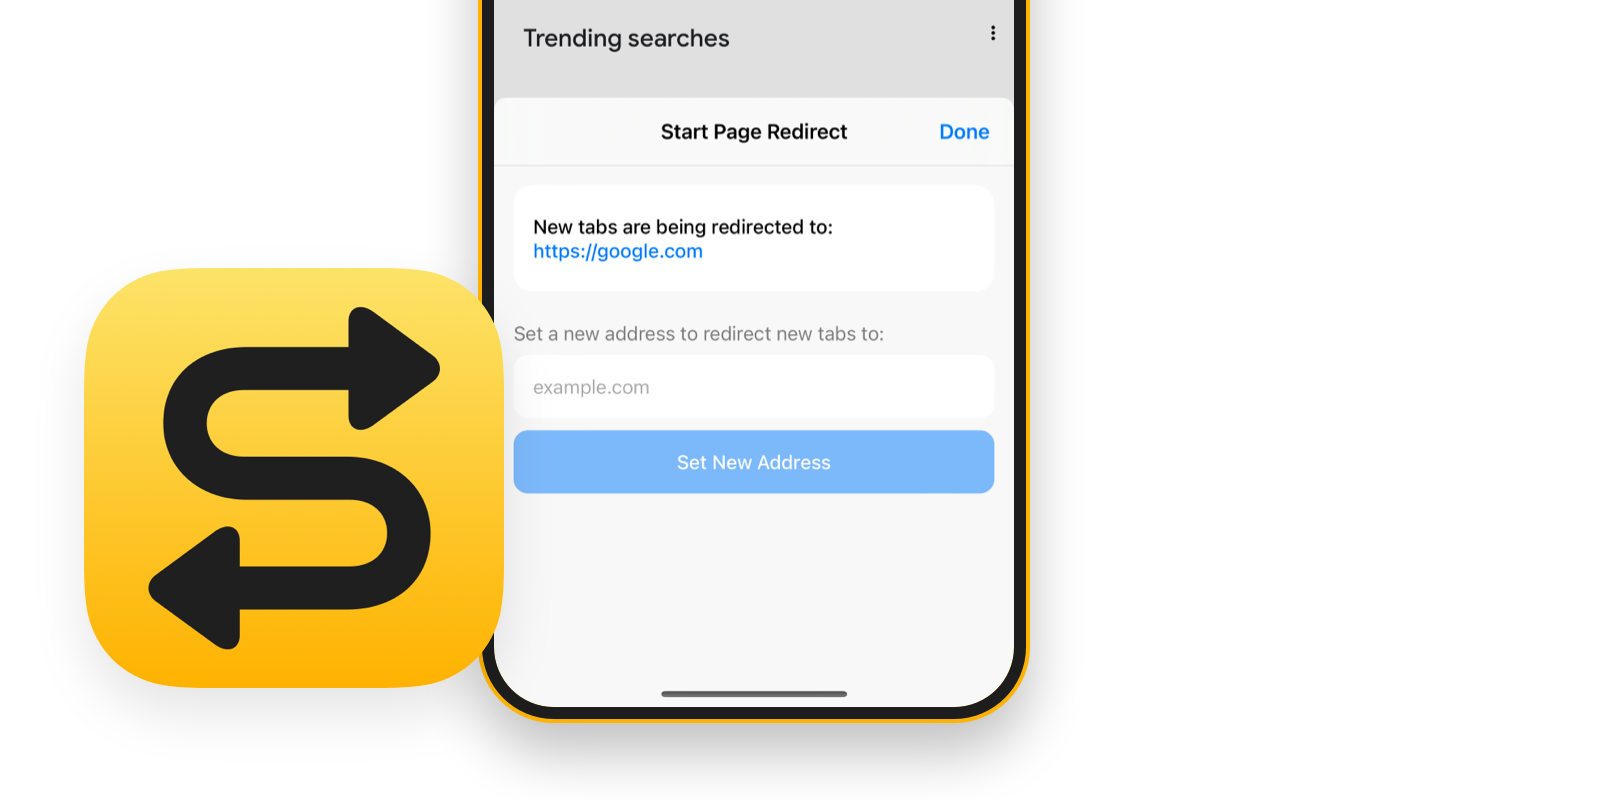 Trending searches
Start Page Redirect
Done
New tabs are being redirected to:
https://google.com
Set a new address to redirect new tabs to:
example.com
Set New Address